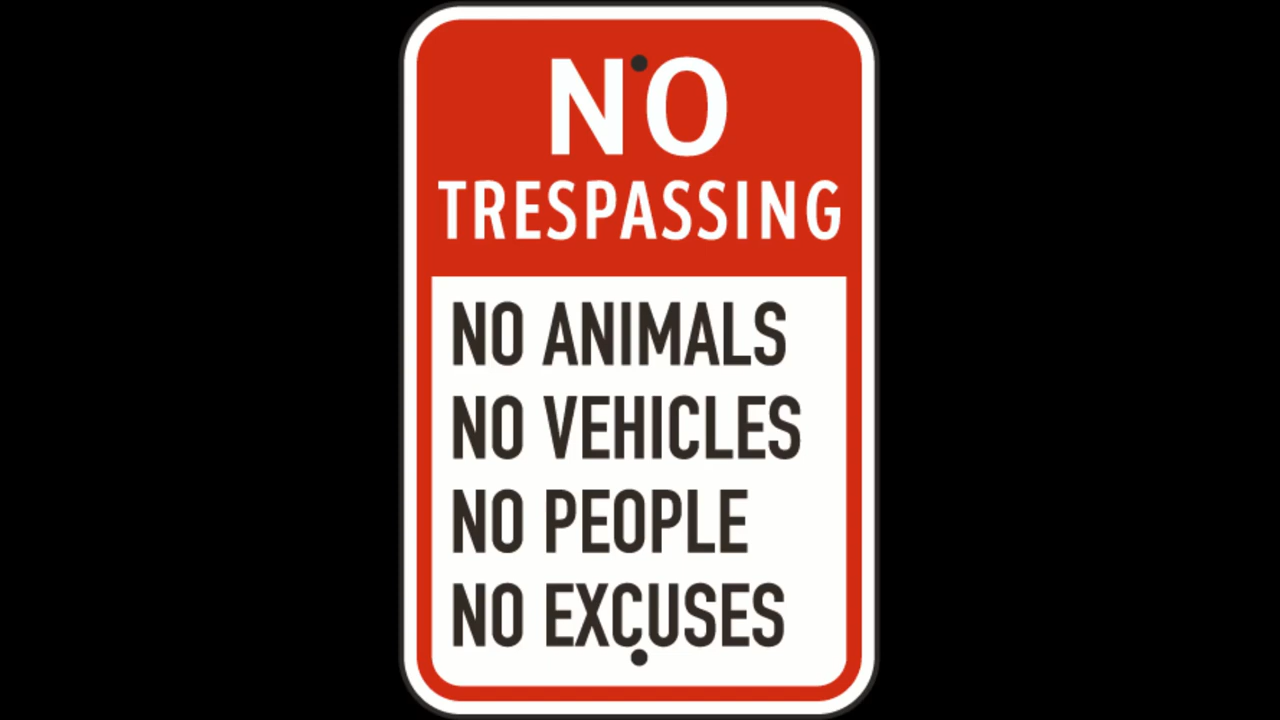 NO
TRESPASSING
NO ANIMALS
NO VEHICLES
NO PEOPLE
NO EXCUSES